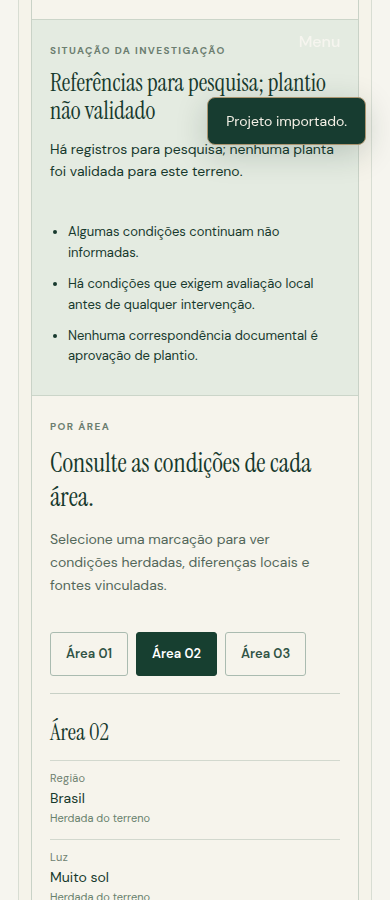 Menu
SITUAÇÃO DA INVESTIGAÇÃO
Referências para pesquisa; plantio
não validado
Projeto importado.
Há registros para pesquisa; nenhuma planta
foi validada para este terreno.
Algumas condições continuam não
informadas.
Há condições que exigem avaliação local
antes de qualquer intervenção.
Nenhuma correspondência documental é
aprovação de plantio.
POR ÁREA
Consulte as condições de cada
área.
Selecione uma marcação para ver
condições herdadas, diferenças locais e
fontes vinculadas.
Área 01 Área 02 Área 03
Área 02
Região
Brasil
Herdada do terreno
Luz
Muito sol
Herdada do terreno